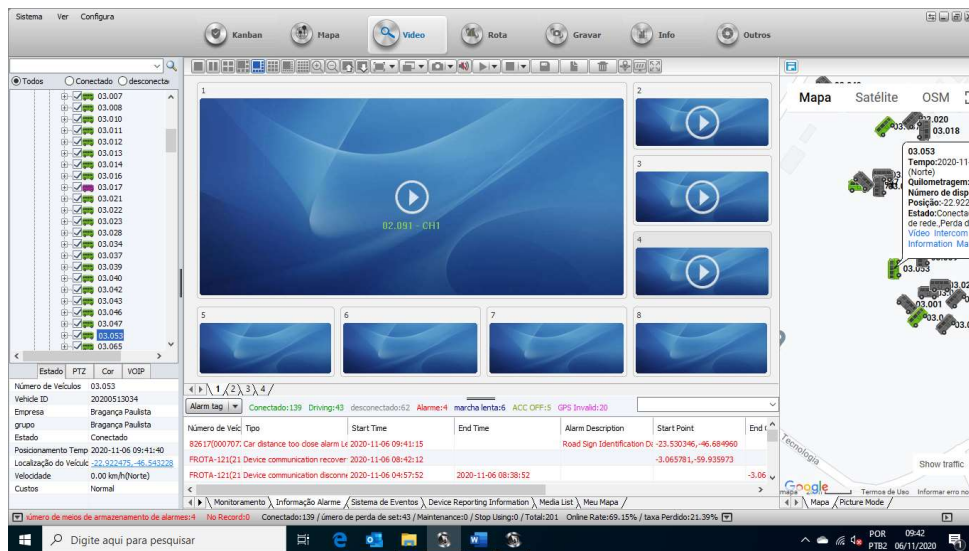 Sistema Ver Configura
Kanban Mapa Video Rota Gravar Info Outros
Todos Conectado desconecta
03.007
03.008
03.010
03.011
03.012
03.013
03.014
03.016
03.017
03.021
03.022
03.023
03.028
03.034
03.037
03.039
03.040
03.042
03.043
03.046
03.047
03.053
03.065
Estado PTZ Cor VOIP
Número de Veículos 03.053
Vehicle ID 20200513034
Empresa Bragança Paulista
grupo Bragança Paulista
Estado Conectado
Posicionamento Temp 2020-11-06 09:41:40
Localização do Veículc -22.922475,-46.543228
Velocidade 0.00 km/h(Norte)
Custos Normal
1
02.091 - CH1
2
3
4
5 6 7 8
1 2 3 4
Alarm tag Conectado:139 Driving:43 desconectado:62 Alarme:4 marcha lenta:6 ACC OFF:5 GPS Invalid:20
Número de Veíc Tipo Start Time End Time Alarm Description Start Point End
82617(000707: Car distance too close alarm Le 2020-11-06 09:41:15 Road Sign Identification De -23.530346,-46.684960
FROTA-121(21 Device communication recover 2020-11-06 08:42:12 -3.065781,-59.935973
FROTA-121(21 Device communication disconne 2020-11-06 04:57:52 2020-11-06 08:38:52 -3.06
Monitoramento Informação Alarme Sistema de Eventos Device Reporting Information Media List Meu Mapa
Mapa Satélite OSM
03.018
03.053
Tempo:2020-11-
(Norte)
Quilometragem:
Número de disp
Posição:-22.922
Estado:Conecta
de rede.,Perda d
Vídeo Intercom
Information Ma
03.053
03.001
Tecnologia
Show traffic
Google
Termos de Uso Informar erro no
Mapa Picture Mode
úmero de meios de armazenamento de alarmes:4 No Record:0 Conectado:139 / úmero de perda de set:43 / Maintenance:0 / Stop Using:0 / Total:201 Online Rate:69.15% / taxa Perdido:21.39%
Digite aqui para pesquisar
POR 09:42
PTB2 06/11/2020